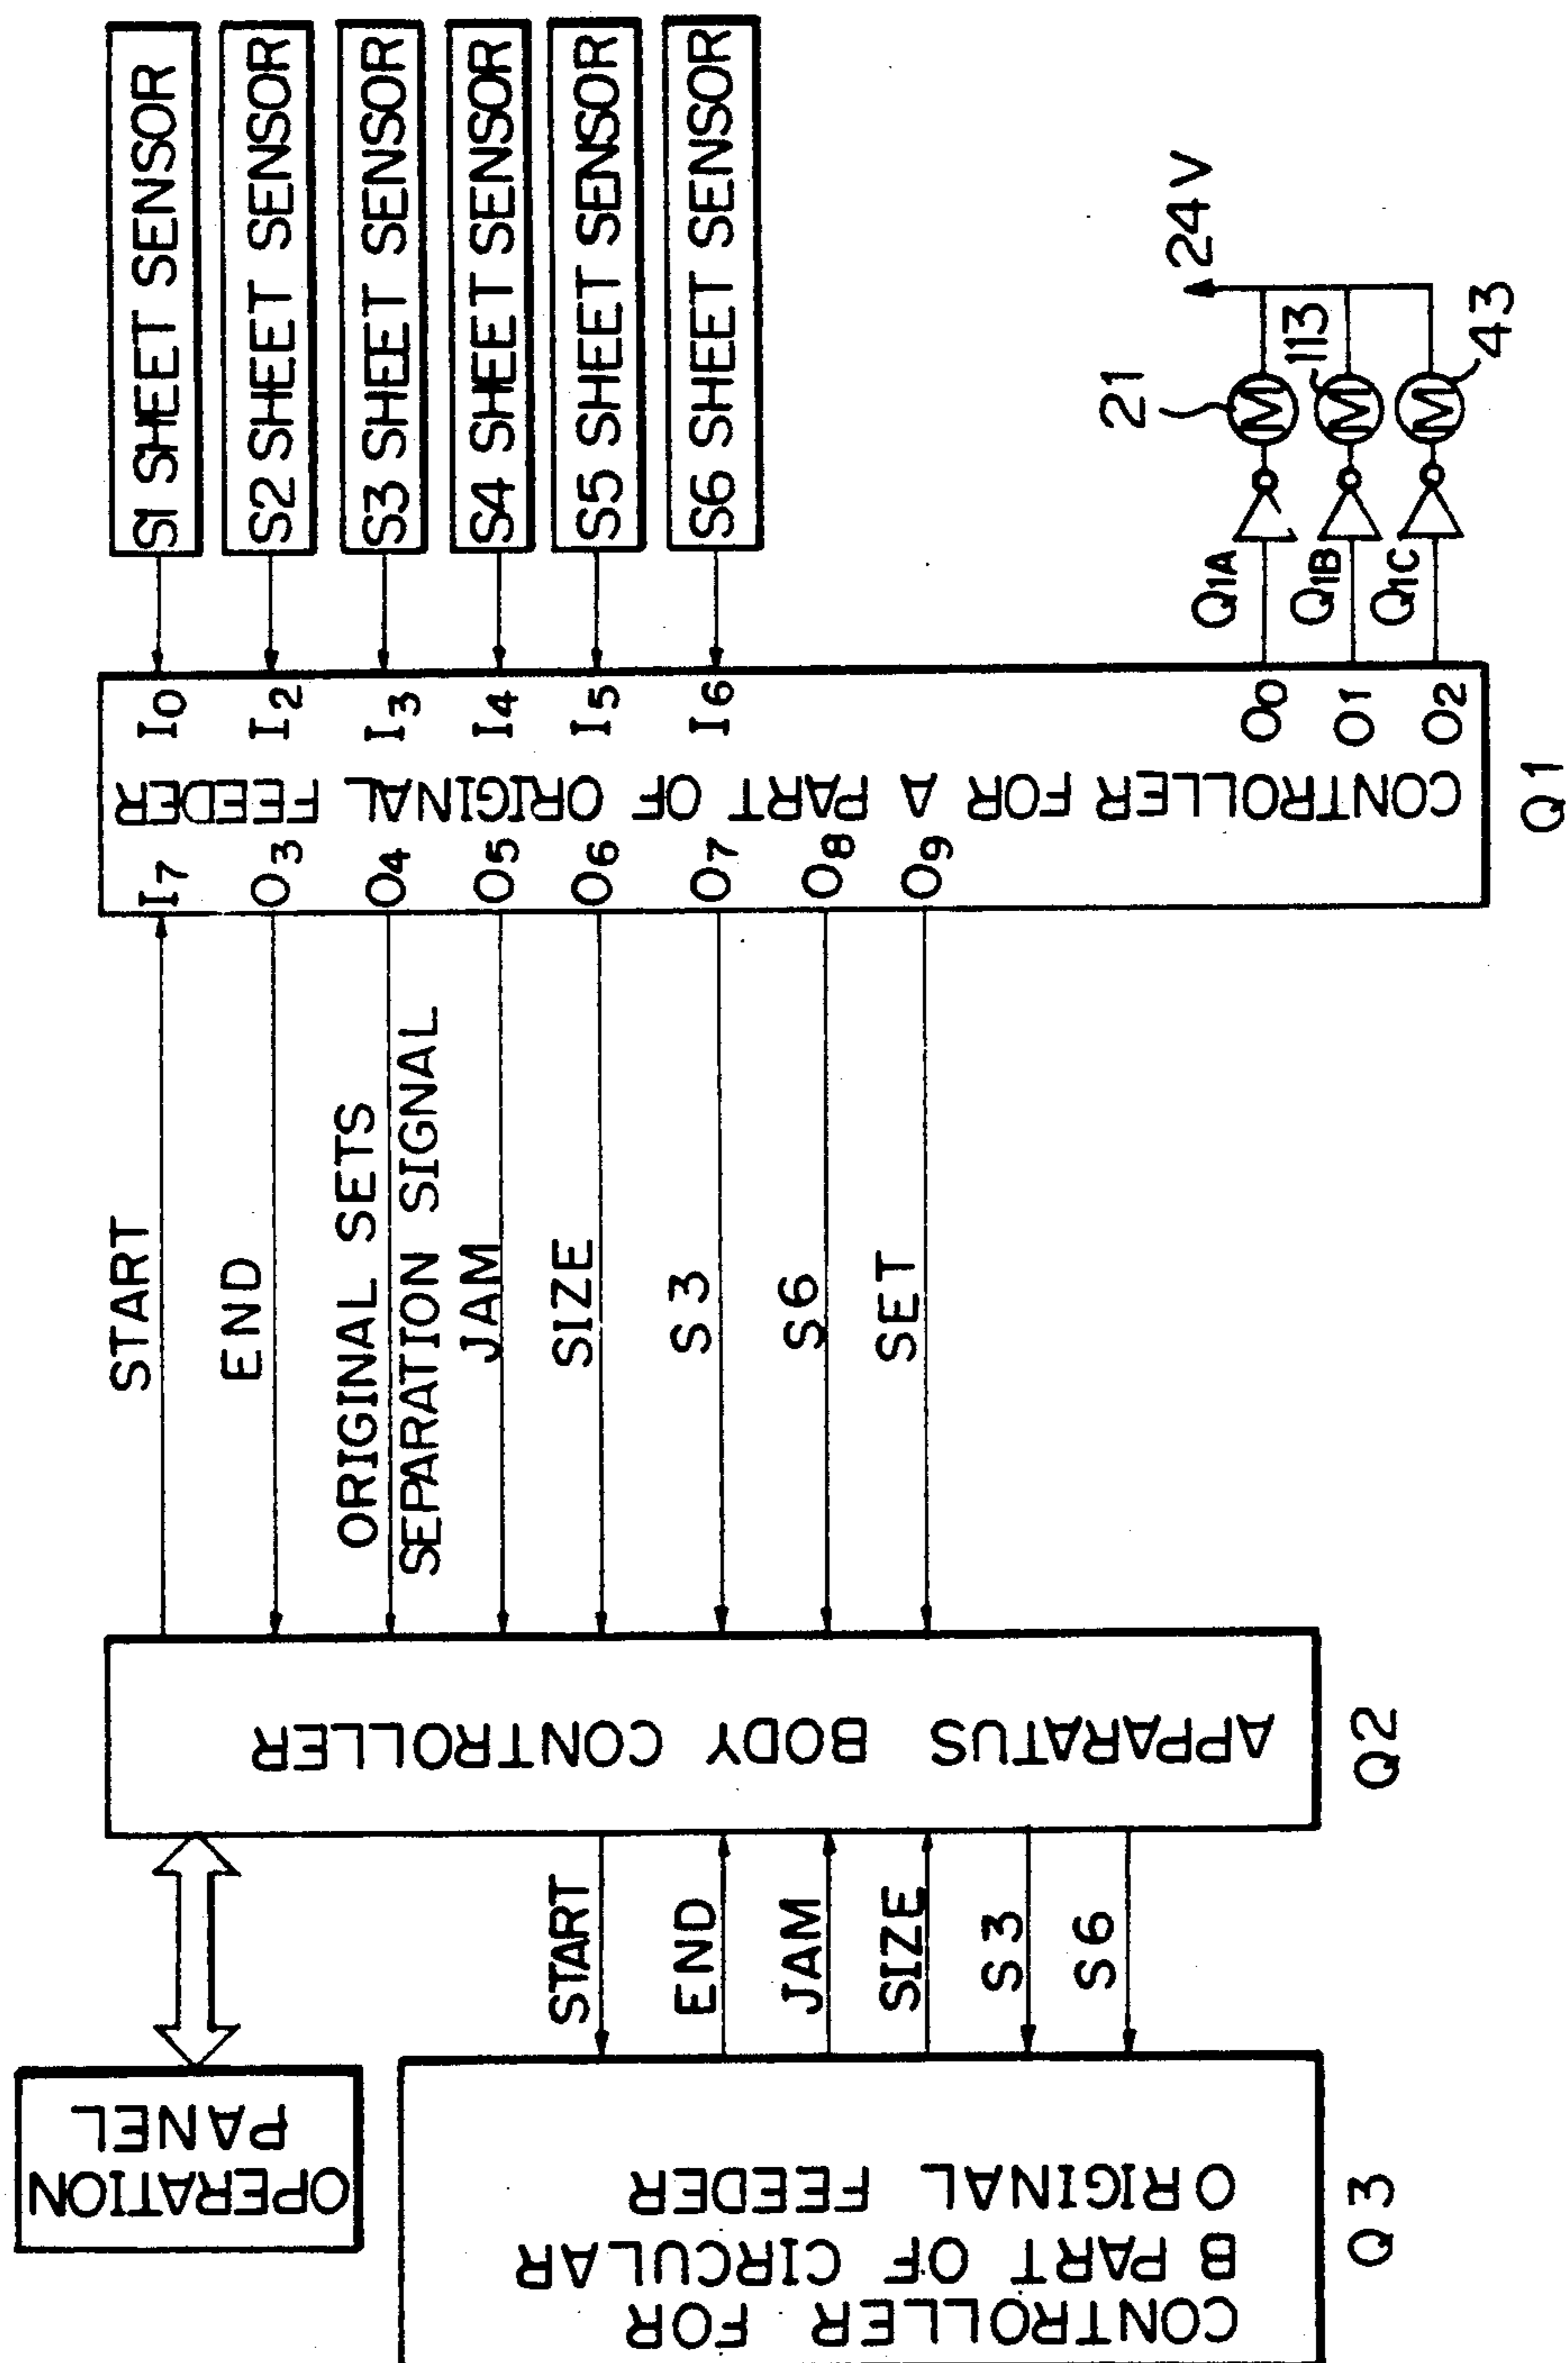 OPERATION
PANEL
CONTROLLER FOR
B PART OF CIRCULAR
ORIGINAL FEEDER
Q3
START
END
JAM
SIZE
S3
S6
APPARATUS BODY CONTROLLER
Q2
START
END
ORIGINAL SETS
SEPARATION SIGNAL
JAM
SIZE
S3
S6
SET
I7
O3
O4
O5
O6
O7
O8
O9
CONTROLLER FOR A PART OF ORIGINAL FEEDER
Q1
I0
I2
I3
I4
I5
I6
O0
O1
O2
S1 SHEET SENSOR
S2 SHEET SENSOR
S3 SHEET SENSOR
S4 SHEET SENSOR
S5 SHEET SENSOR
S6 SHEET SENSOR
Q1A
Q1B
Q1C
M
M
M
21
113
43
24V